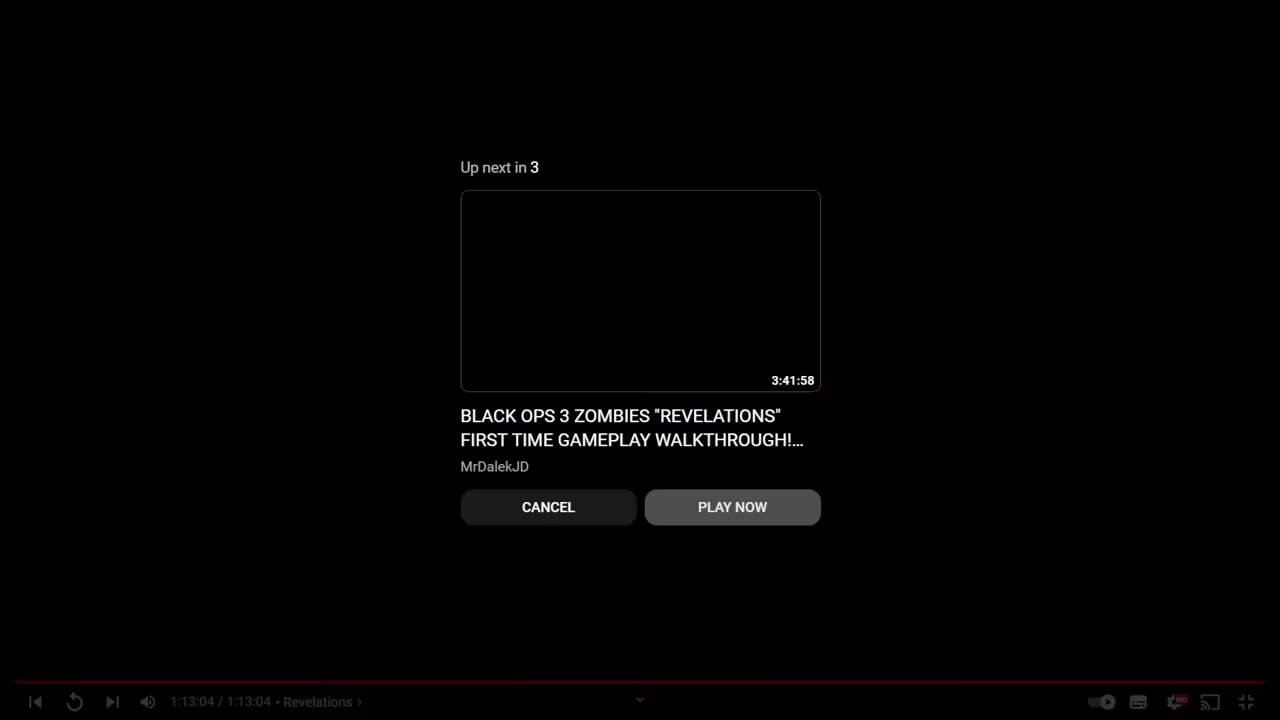 Up next in 3
3:41:58
BLACK OPS 3 ZOMBIES "REVELATIONS"
FIRST TIME GAMEPLAY WALKTHROUGH!...
MrDalekJD
CANCEL
PLAY NOW
1:13:04 / 1:13:04 • Revelations >